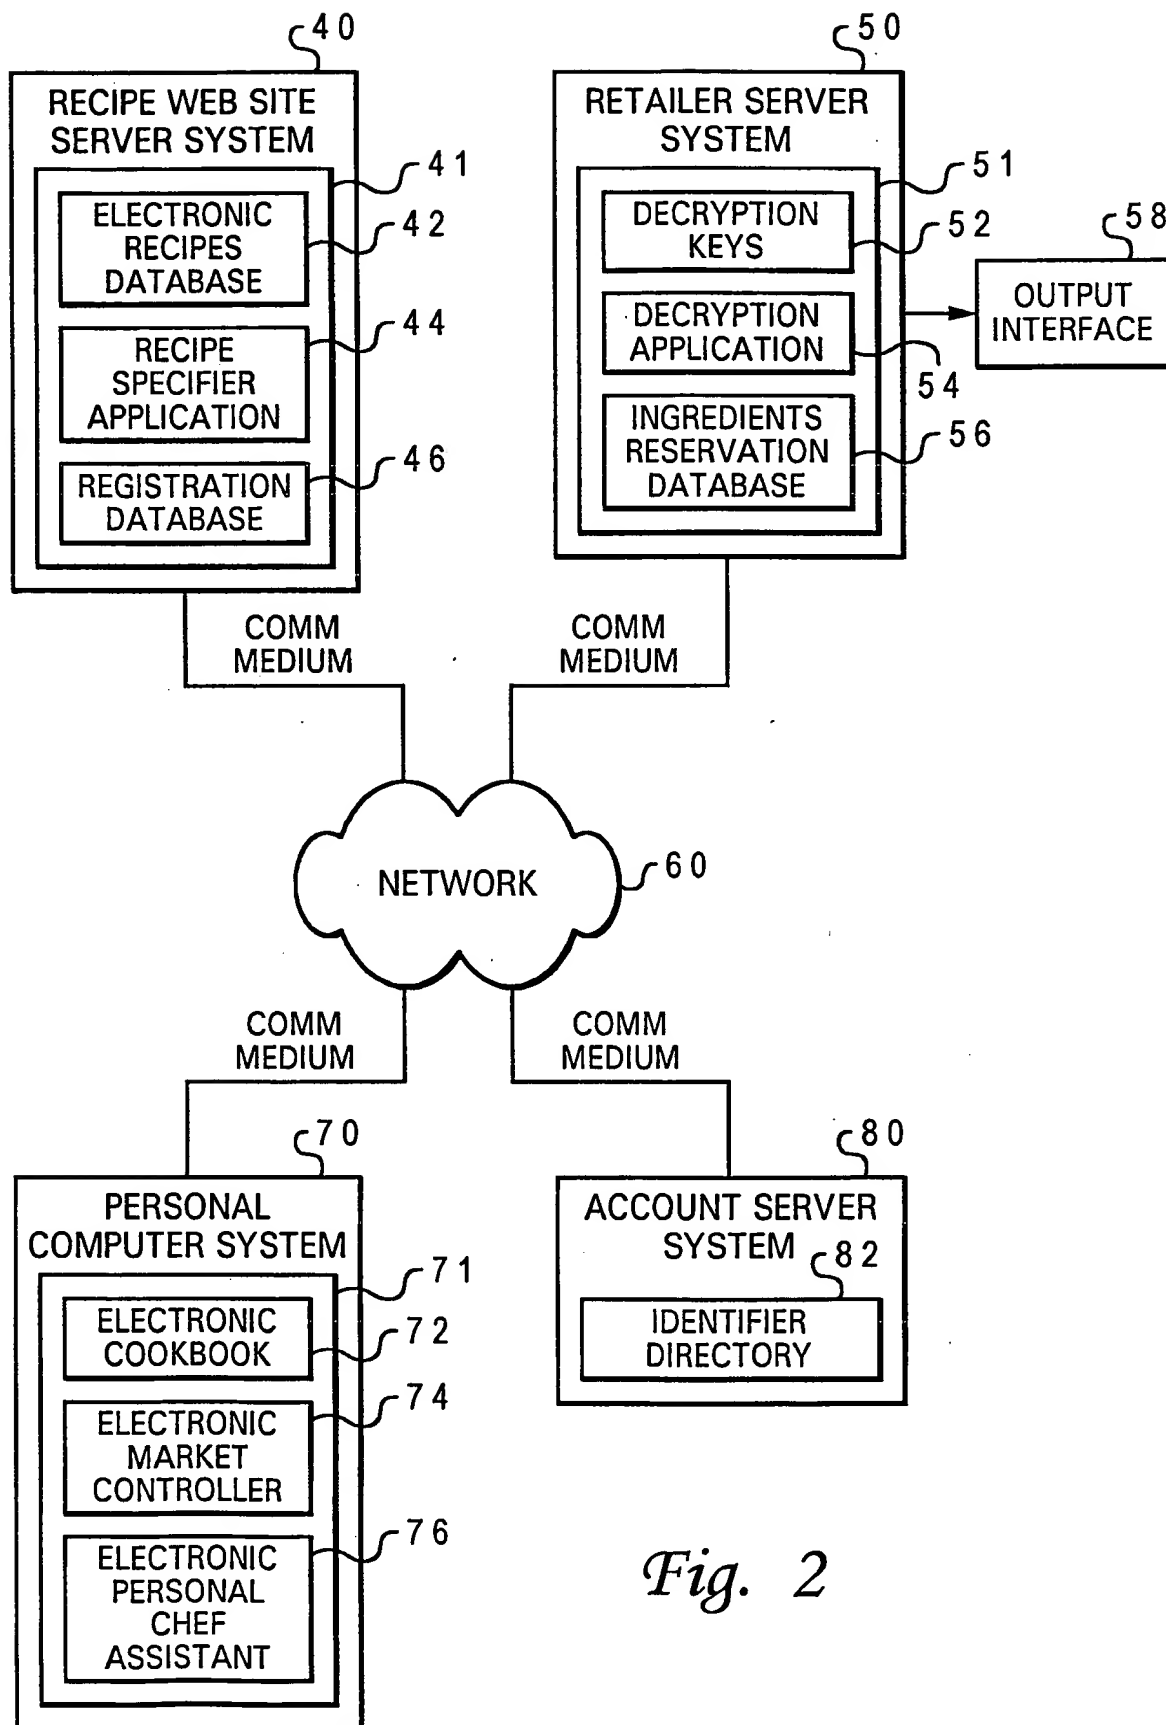 40
RECIPE WEB SITE
SERVER SYSTEM
41
ELECTRONIC
RECIPES
DATABASE
42
RECIPE
SPECIFIER
APPLICATION
44
REGISTRATION
DATABASE
46
50
RETAILER SERVER
SYSTEM
51
DECRYPTION
KEYS
52
DECRYPTION
APPLICATION
54
INGREDIENTS
RESERVATION
DATABASE
56
58
OUTPUT
INTERFACE
COMM
MEDIUM
COMM
MEDIUM
NETWORK
60
COMM
MEDIUM
COMM
MEDIUM
70
PERSONAL
COMPUTER SYSTEM
71
ELECTRONIC
COOKBOOK
72
ELECTRONIC
MARKET
CONTROLLER
74
ELECTRONIC
PERSONAL
CHEF
ASSISTANT
76
80
ACCOUNT SERVER
SYSTEM
82
IDENTIFIER
DIRECTORY
Fig. 2